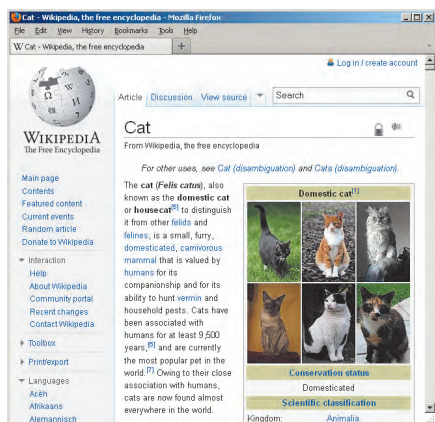 Cat - Wikipedia, the free encyclopedia - Mozilla Firefox
File Edit View History Bookmarks Tools Help
W Cat - Wikipedia, the free encyclopedia +
Log in / create account
Article Discussion View source Search
WIKIPEDIA
The Free Encyclopedia
Main page
Contents
Featured content
Current events
Random article
Donate to Wikipedia
Interaction
Help
About Wikipedia
Community portal
Recent changes
Contact Wikipedia
Toolbox
Print/export
Languages
Acèh
Afrikaans
Alemannisch
Cat
From Wikipedia, the free encyclopedia
For other uses, see Cat (disambiguation) and Cats (disambiguation).
The cat (Felis catus), also
known as the domestic cat
or housecat[6] to distinguish
it from other felids and
felines, is a small, furry,
domesticated, carnivorous
mammal that is valued by
humans for its
companionship and for its
ability to hunt vermin and
household pests. Cats have
been associated with
humans for at least 9,500
years,[6] and are currently
the most popular pet in the
world.[7] Owing to their close
association with humans,
cats are now found almost
everywhere in the world.
Domestic cat[1]
Conservation status
Domesticated
Scientific classification
Kingdom: Animalia